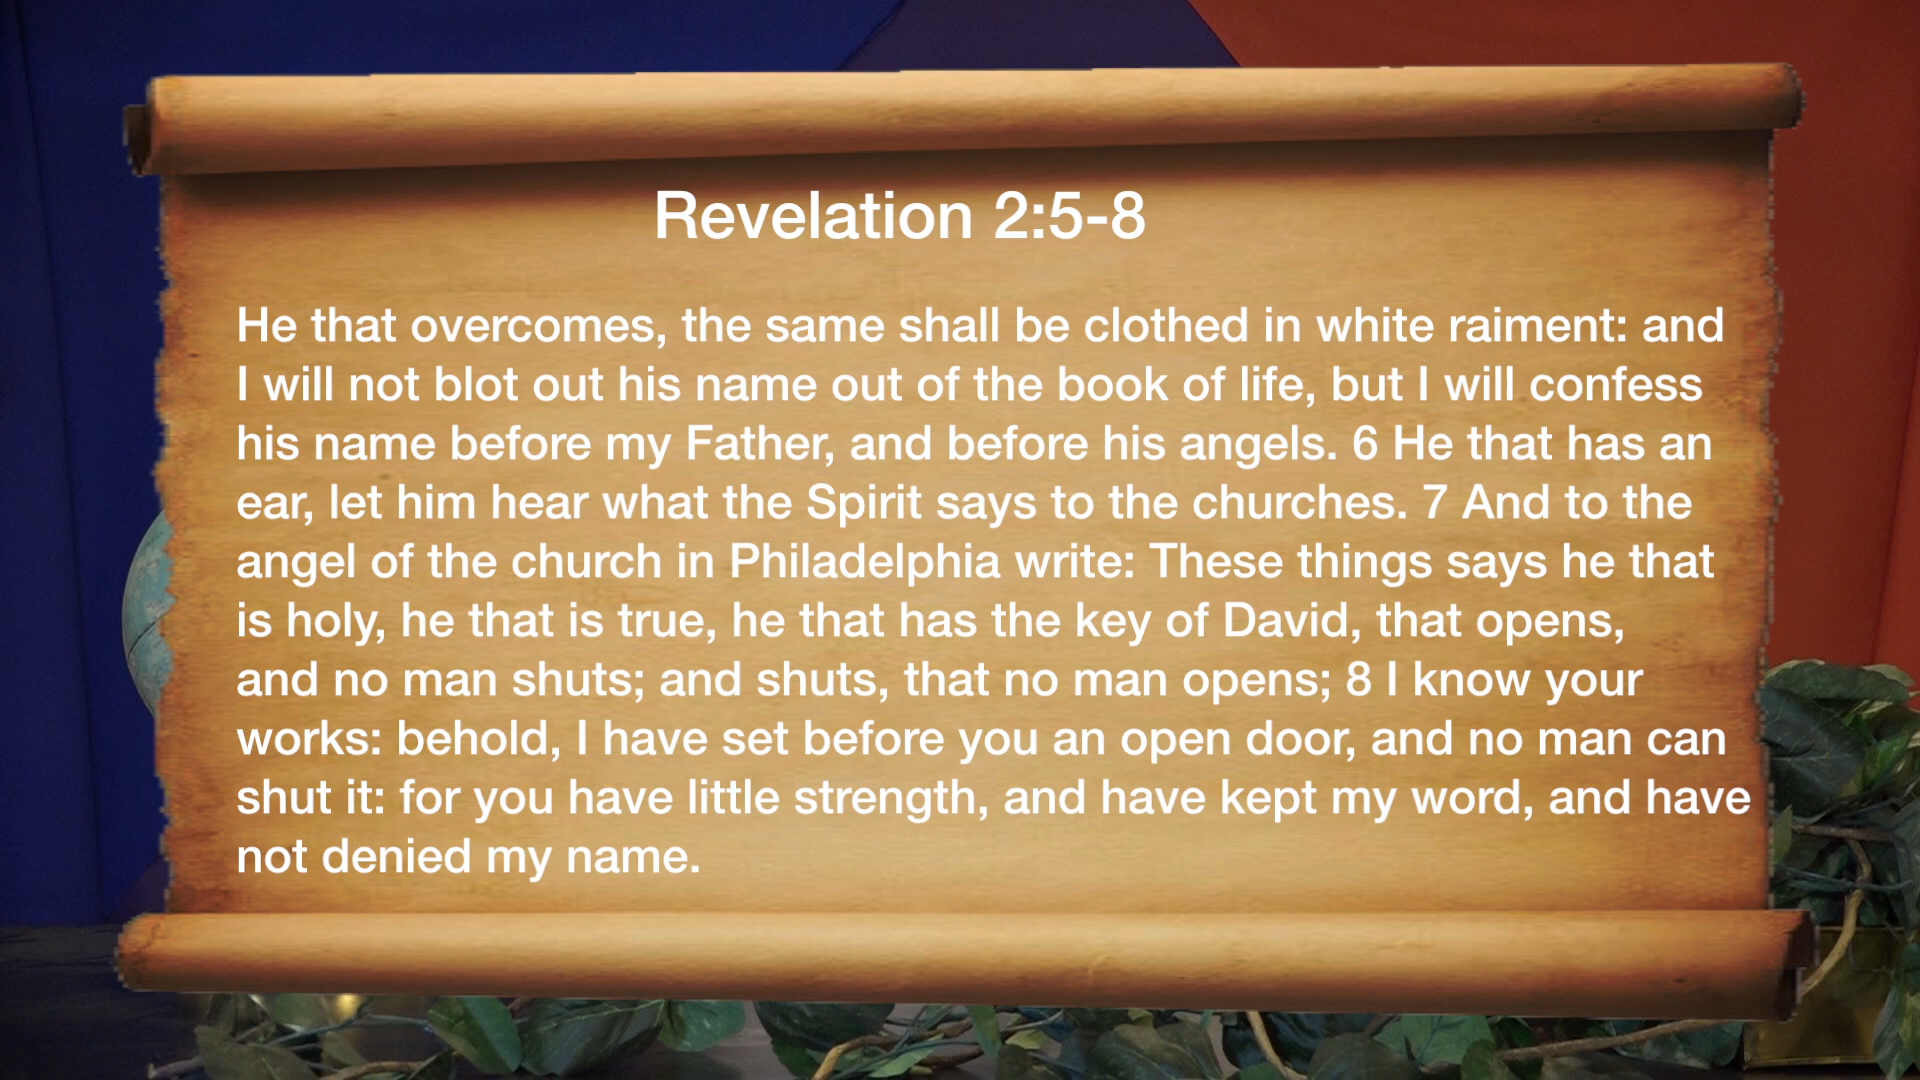 Revelation 2:5-8
He that overcomes, the same shall be clothed in white raiment: and
I will not blot out his name out of the book of life, but I will confess
his name before my Father, and before his angels. 6 He that has an
ear, let him hear what the Spirit says to the churches. 7 And to the
angel of the church in Philadelphia write: These things says he that
is holy, he that is true, he that has the key of David, that opens,
and no man shuts; and shuts, that no man opens; 8 I know your
works: behold, I have set before you an open door, and no man can
shut it: for you have little strength, and have kept my word, and have
not denied my name.